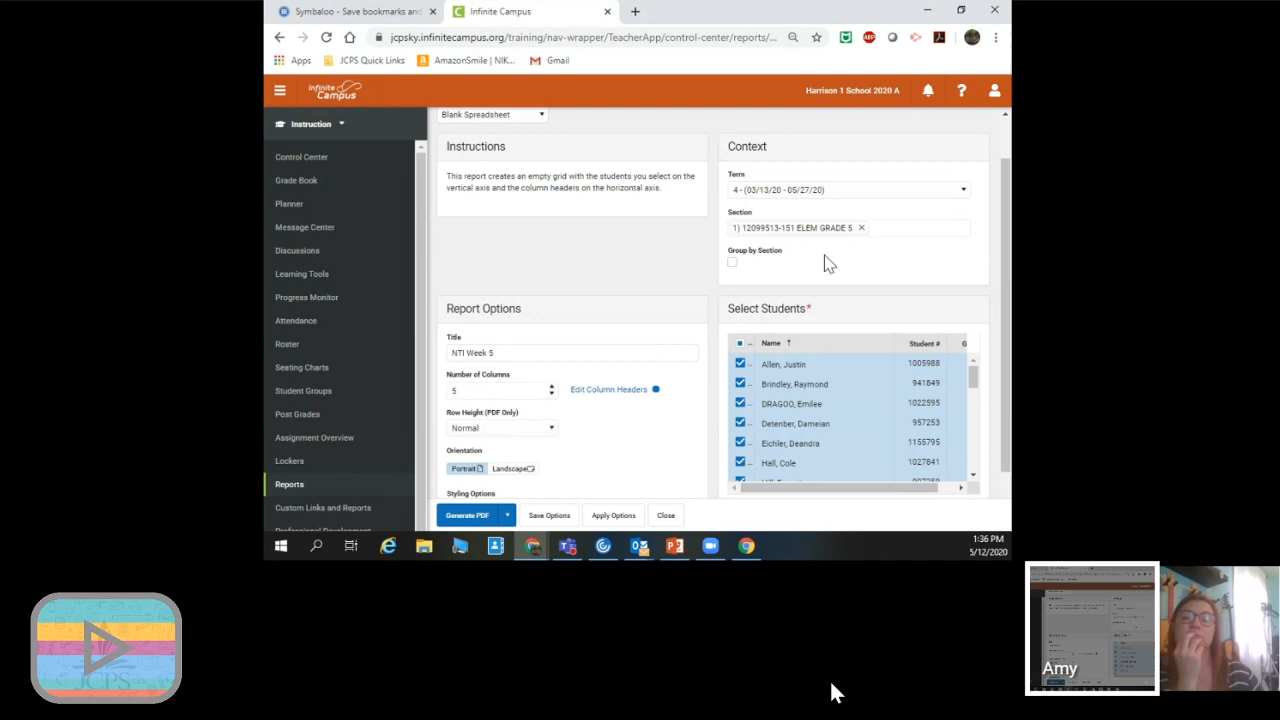 Symbaloo - Save bookmarks and
Infinite Campus
jcpsky.infinitecampus.org/training/nav-wrapper/TeacherApp/control-center/reports/...
ABP
Apps
JCPS Quick Links
AmazonSmile | NIK...
Gmail
Infinite Campus
Harrison 1 School 2020 A
?
Instruction
Control Center
Grade Book
Planner
Message Center
Discussions
Learning Tools
Progress Monitor
Attendance
Roster
Seating Charts
Student Groups
Post Grades
Assignment Overview
Lockers
Reports
Custom Links and Reports
Professional Development
Blank Spreadsheet
Instructions
This report creates an empty grid with the students you select on the
vertical axis and the column headers on the horizontal axis.
Context
Term
4 - (03/13/20 - 05/27/20)
Section
1) 12099513-151 ELEM GRADE 5 ×
Group by Section
Report Options
Title
NTI Week 5
Number of Columns
5
Edit Column Headers
Row Height (PDF Only)
Normal
Orientation
Portrait
Landscape
Styling Options
Select Students*
Name
Student #
G
Allen, Justin 1005988
Brindley, Raymond 941849
DRAGOO, Emilee 1022595
Detenber, Dameian 957253
Eichler, Deandra 1155795
Hall, Cole 1027841
Generate PDF
Save Options
Apply Options
Close
1:36 PM
5/12/2020
JCPS
Amy